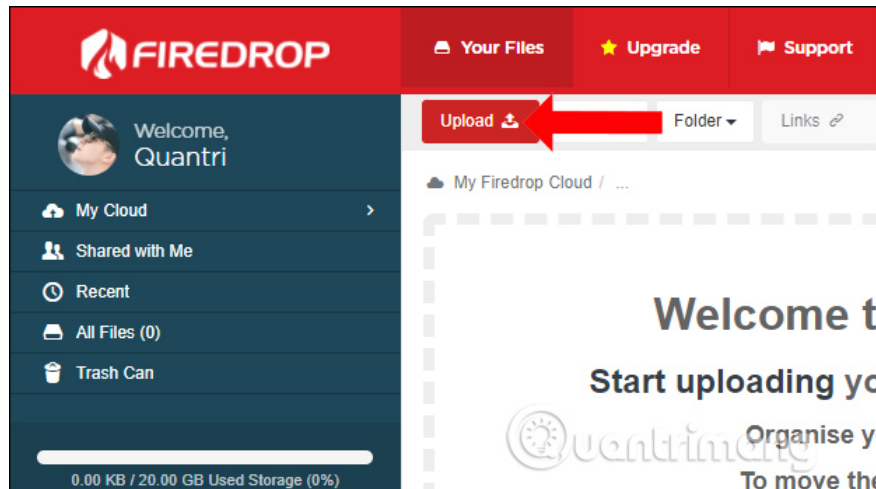 FIREDROP
Your Files
Upgrade
Support
Welcome,
Quantri
My Cloud
Shared with Me
Recent
All Files (0)
Trash Can
0.00 KB / 20.00 GB Used Storage (0%)
Upload
Folder
Links
My Firedrop Cloud / ...
Welcome t
Start uploading yo
Organise y
To move the
Quantrimang